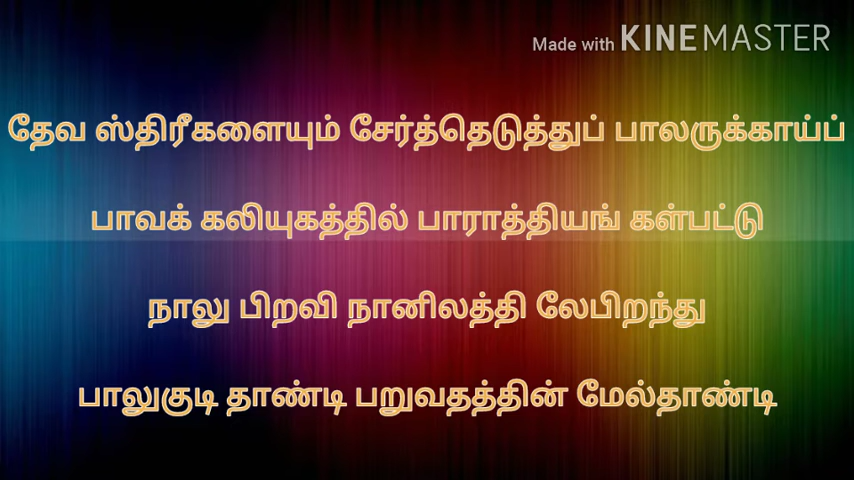 Made with KINEMASTER
தேவ ஸ்திரீகளையும் சேர்த்தெடுத்துப் பாலருக்காய்ப்
பாவக் கலியுகத்தில் பாராத்தியங் கள்பட்டு
நாலு பிறவி நானிலத்தி லேபிறந்து
பாலுகுடி தாண்டி பறுவதத்தின் மேல்தாண்டி